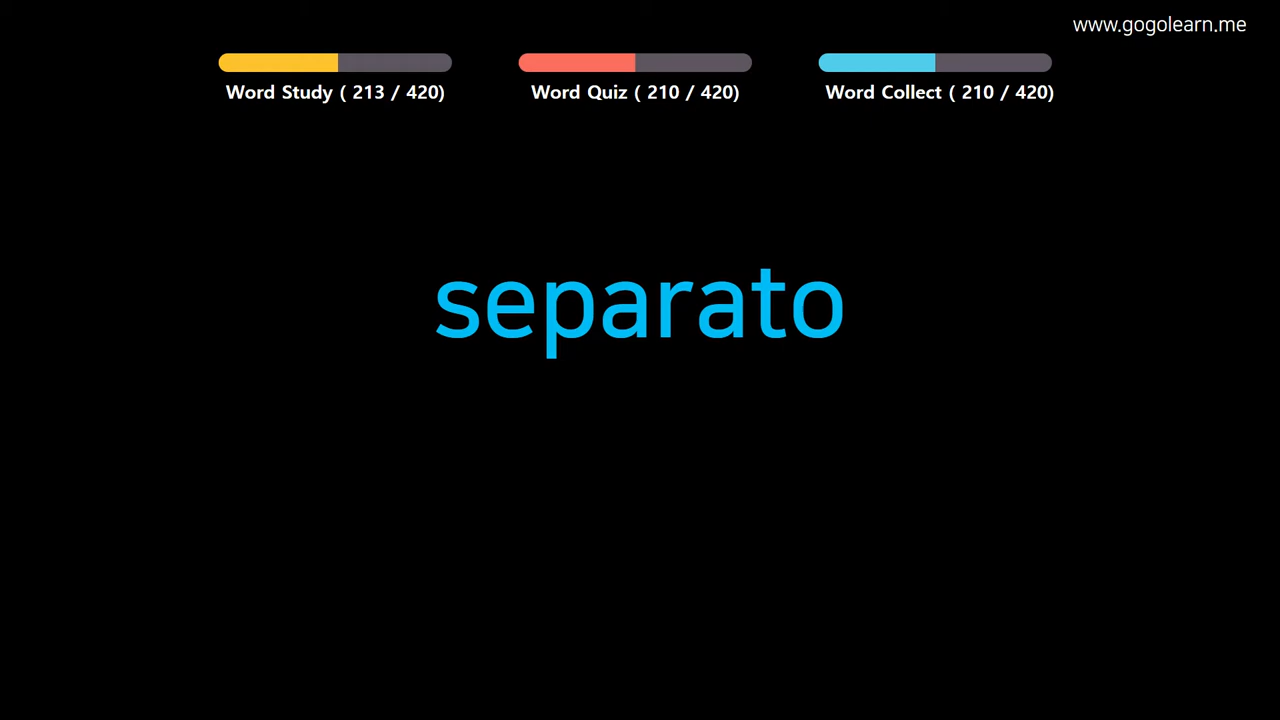 www.gogolearn.me
Word Study ( 213 / 420)
Word Quiz ( 210 / 420)
Word Collect ( 210 / 420)
separato